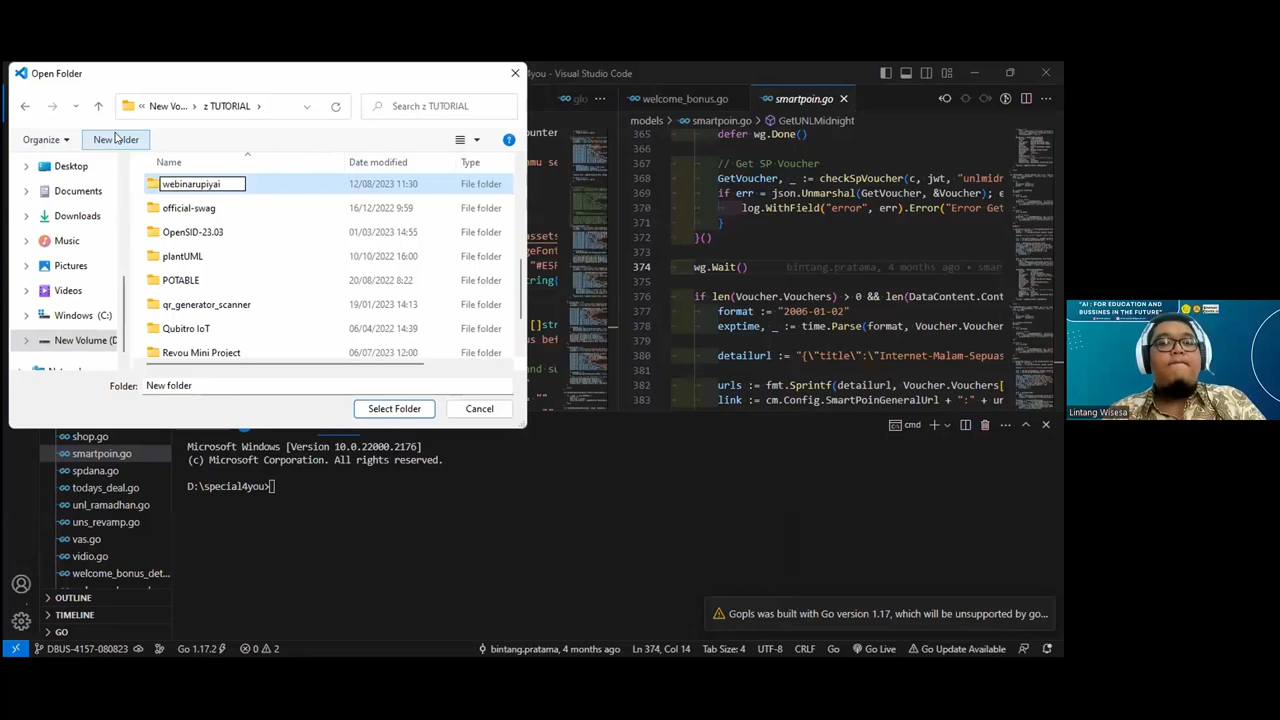 Open Folder
4you - Visual Studio Code
« New Vo... > z TUTORIAL >
Search z TUTORIAL
glo ...
welcome_bonus.go
smartpoin.go
Organize
New folder
models > smartpoin.go > GetUNLMidnight
Name
Date modified
Type
365 defer wg.Done()
366
Desktop
367 // Get SP Voucher
webinarupiyai 12/08/2023 11:30 File folder
368 GetVoucher, _ := checkSpVoucher(c, jwt, "unlmidn
Documents
369 if err = json.Unmarshal(GetVoucher, &Voucher); e
official-swag 16/12/2022 9:59 File folder
370 log.WithField("error", err).Error("Error Get
Downloads
371 }
OpenSID-23.03 01/03/2023 14:55 File folder
372 }()
Music
373
plantUML 10/10/2022 16:00 File folder
374 wg.Wait() bintang.pratama, 4 months ago • smar
Pictures
375
POTABLE 20/08/2022 8:22 File folder
376 if len(Voucher.Vouchers) > 0 && len(DataContent.Cont
Videos
377 format := "2006-01-02"
qr_generator_scanner 19/01/2023 14:13 File folder
378 exptime, _ := time.Parse(format, Voucher.Voucher
Windows (C:)
Qubitro IoT 06/04/2022 14:39 File folder
New Volume (D
380 detailurl := "{\"title\":\"Internet-Malam-Sepuas
Revou Mini Project 06/07/2023 12:00 File folder
382 urls := fmt.Sprintf(detailurl, Voucher.Vouchers[
Folder: New folder
383 link := cm.Config.SmartPoinGeneralUrl + ":" + ur
Select Folder
Cancel
cmd
shop.go
smartpoin.go
spdana.go
todays_deal.go
unl_ramadhan.go
uns_revamp.go
vas.go
vidio.go
welcome_bonus_det...
OUTLINE
TIMELINE
GO
Microsoft Windows [Version 10.0.22000.2176]
(c) Microsoft Corporation. All rights reserved.
D:\special4you>
Gopls was built with Go version 1.17, which will be unsupported by go...
DBUS-4157-080823
Go 1.17.2
0
2
bintang.pratama, 4 months ago
Ln 374, Col 14
Tab Size: 4
UTF-8
CRLF
Go
Go Live
Go Update Available
"AI : FOR EDUCATION AND
BUSSINES IN THE FUTURE"
Lintang Wisesa